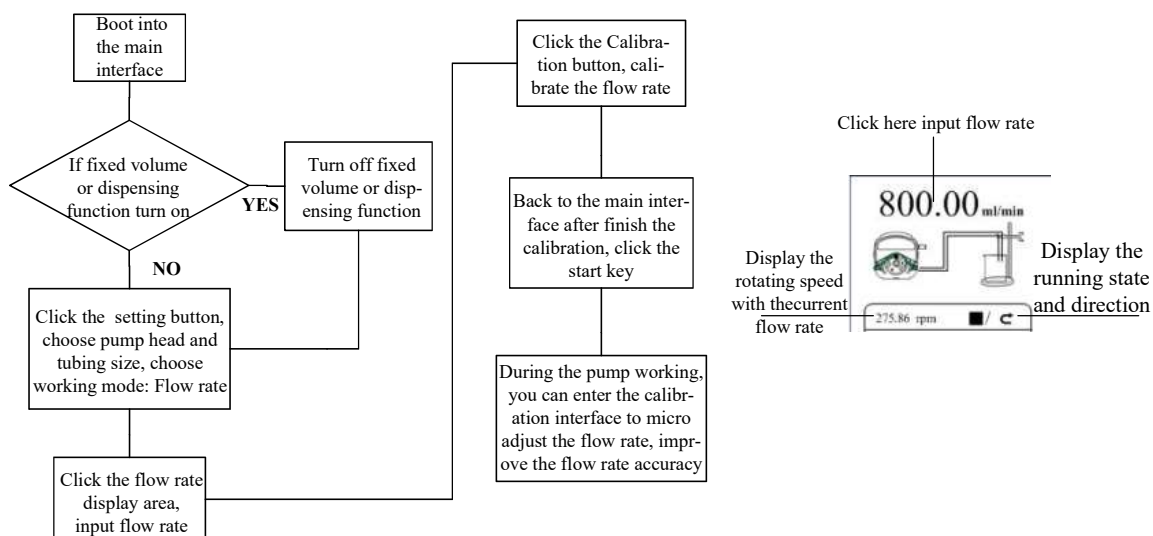 Boot into
the main
interface
If fixed volume
or dispensing
function turn on
YES
Turn off fixed
volume or disp-
ensing function
NO
Click the setting button,
choose pump head and
tubing size, choose
working mode: Flow rate
Click the flow rate
display area,
input flow rate
Click the Calibra-
tion button, cali-
brate the flow rate
Back to the main inter-
face after finish the
calibration, click the
start key
During the pump working,
you can enter the calibr-
ation interface to micro
adjust the flow rate, impr-
ove the flow rate accuracy
Click here input flow rate
800.00 ml/min
Display the
rotating speed
with thecurrent
flow rate
275.86 rpm
/
Display the
running state
and direction